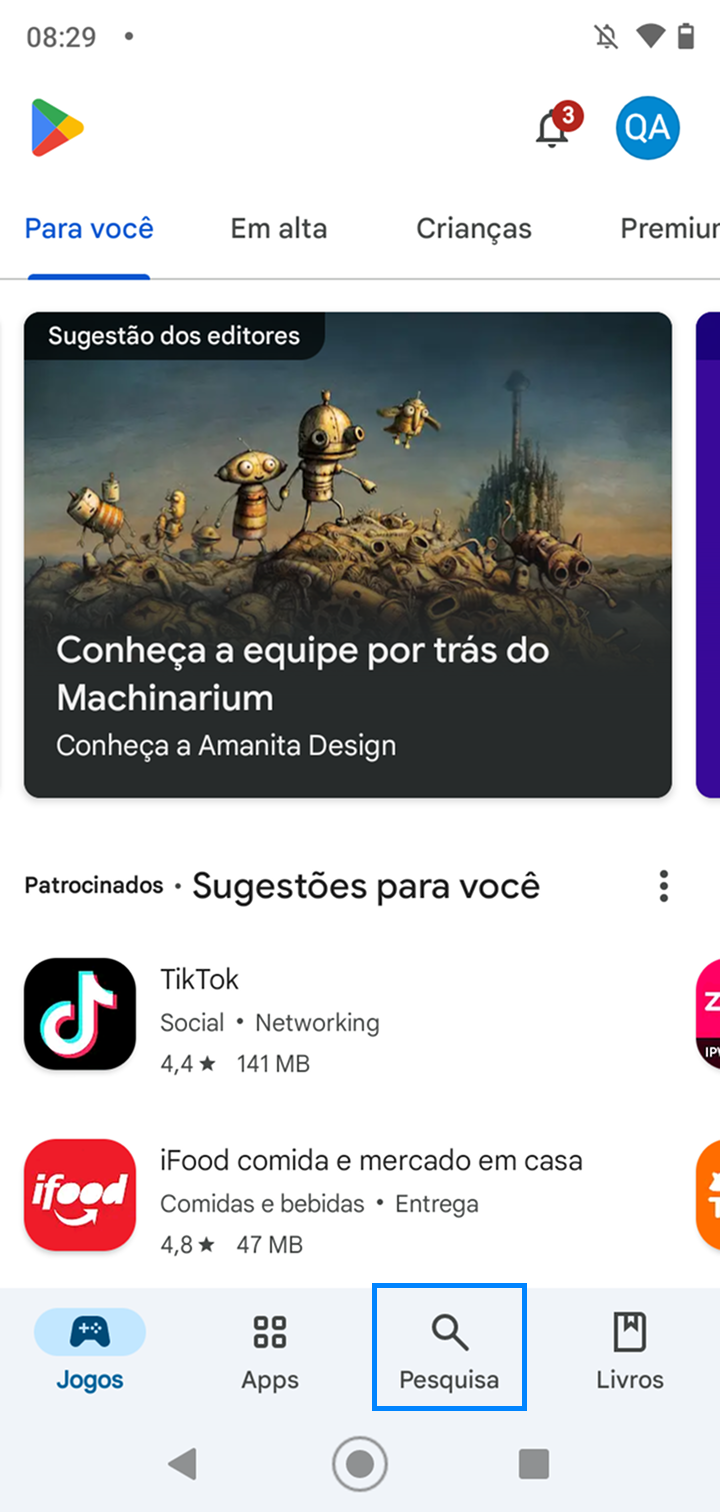 08:29
3
QA
Para você
Em alta
Crianças
Premiur
Sugestão dos editores
Conheça a equipe por trás do
Machinarium
Conheça a Amanita Design
Patrocinados • Sugestões para você
TikTok
Social • Networking
4,4 ★ 141 MB
Z
IPV
ifood
iFood comida e mercado em casa
Comidas e bebidas • Entrega
4,8 ★ 47 MB
T
Jogos
Apps
Pesquisa
Livros